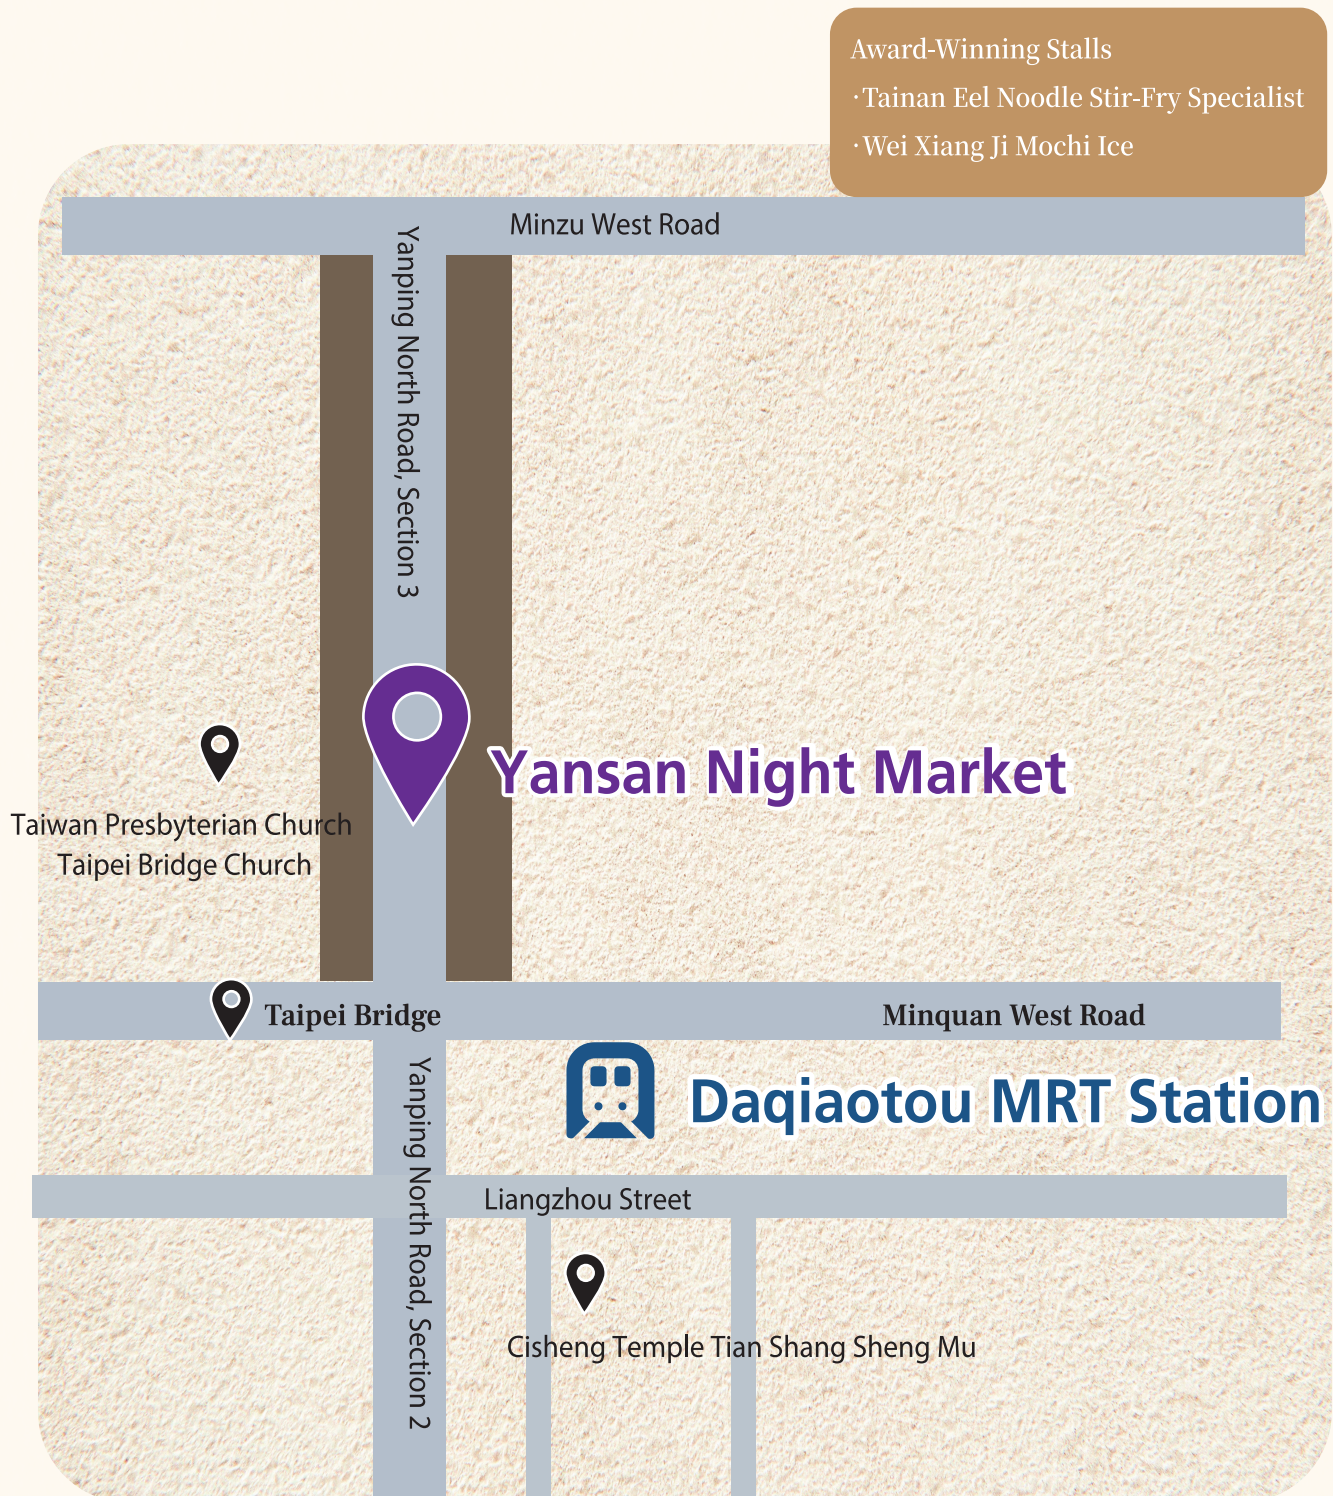 Award-Winning Stalls
·Tainan Eel Noodle Stir-Fry Specialist
·Wei Xiang Ji Mochi Ice
Minzu West Road
Yanping North Road, Section 3
Yansan Night Market
Taiwan Presbyterian Church
Taipei Bridge Church
Taipei Bridge
Minquan West Road
Daqiaotou MRT Station
Yanping North Road, Section 2
Liangzhou Street
Cisheng Temple Tian Shang Sheng Mu